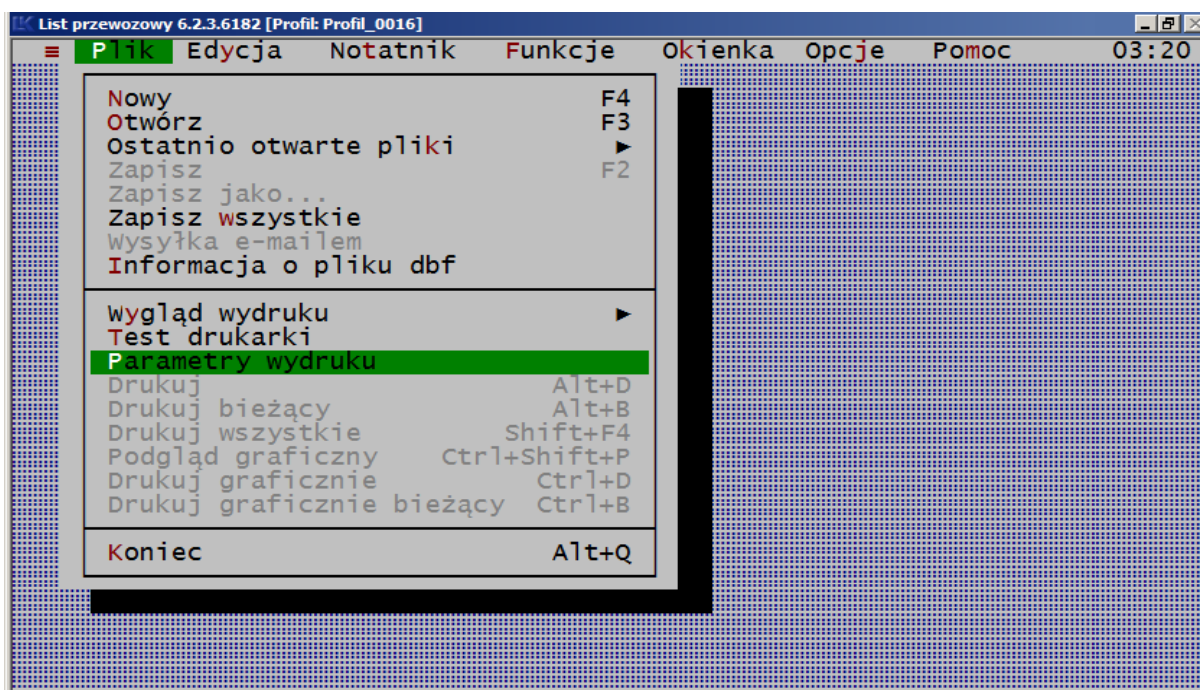 List przewozowy 6.2.3.6182 [Profil: Profil_0016]
≡ Plik Edycja Notatnik Funkcje Okienka Opcje Pomoc 03:20
Nowy F4
Otwórz F3
Ostatnio otwarte pliki ►
Zapisz F2
Zapisz jako...
Zapisz wszystkie
Wysyłka e-mailem
Informacja o pliku dbf
Wygląd wydruku ►
Test drukarki
Parametry wydruku
Drukuj Alt+D
Drukuj bieżący Alt+B
Drukuj wszystkie Shift+F4
Podgląd graficzny Ctrl+Shift+P
Drukuj graficznie Ctrl+D
Drukuj graficznie bieżący Ctrl+B
Koniec Alt+Q